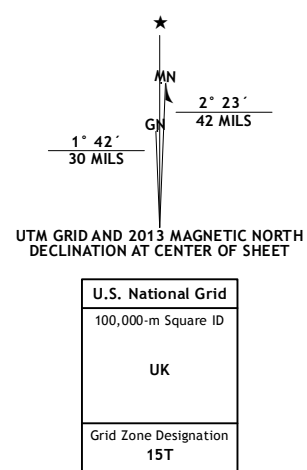 ★
MN
GN
2° 23´
42 MILS
1° 42´
30 MILS
UTM GRID AND 2013 MAGNETIC NORTH
DECLINATION AT CENTER OF SHEET
U.S. National Grid
100,000-m Square ID
UK
Grid Zone Designation
15T